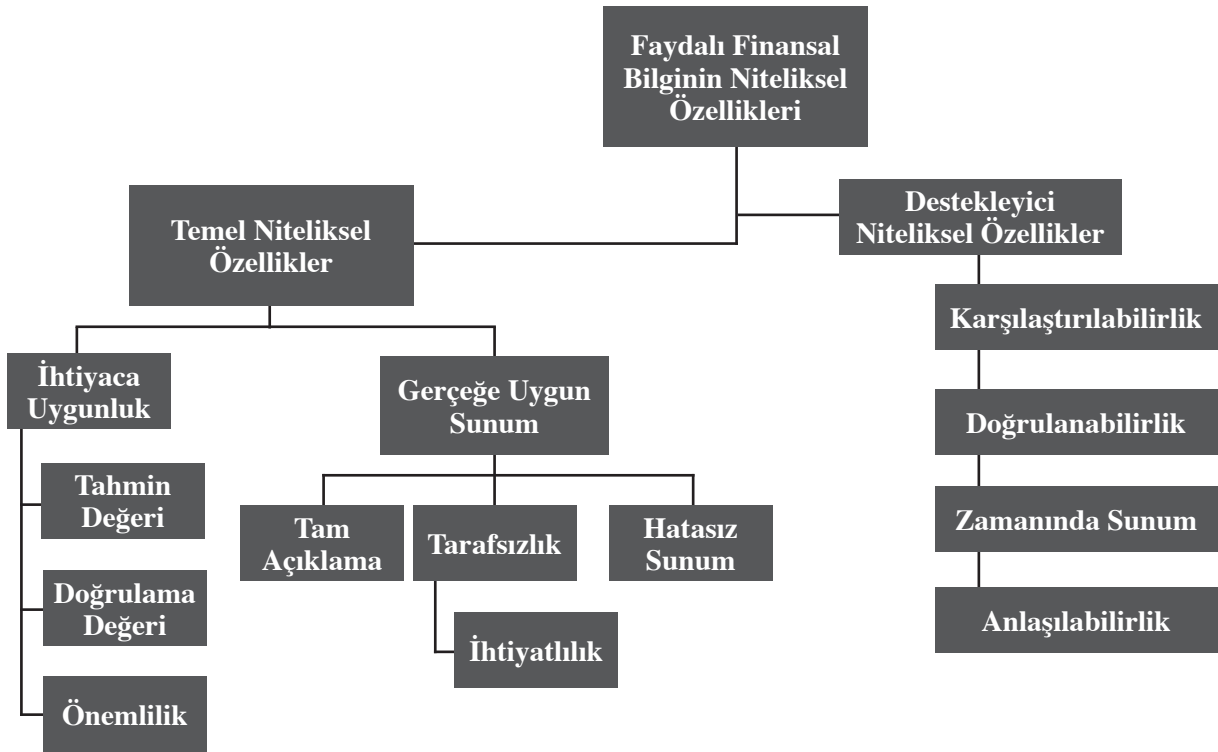 Faydalı Finansal
Bilginin Niteliksel
Özellikleri
Temel Niteliksel
Özellikler
Destekleyici
Niteliksel Özellikler
İhtiyaca
Uygunluk
Tahmin
Değeri
Doğrulama
Değeri
Önemlilik
Gerçeğe Uygun
Sunum
Tam
Açıklama
Tarafsızlık
İhtiyatlılık
Hatasız
Sunum
Karşılaştırılabilirlik
Doğrulanabilirlik
Zamanında Sunum
Anlaşılabilirlik